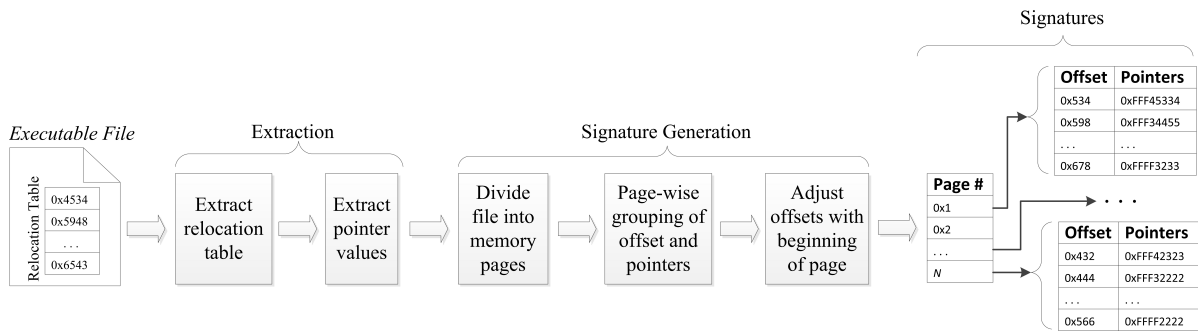 Executable File
Relocation Table
0x4534
0x5948
. . .
0x6543
Extraction
Extract
relocation
table
Extract
pointer
values
Signature Generation
Divide
file into
memory
pages
Page-wise
grouping of
offset and
pointers
Adjust
offsets with
beginning
of page
Signatures
Page #
0x1
0x2
. . .
N
Offset Pointers
0x534 0xFFF45334
0x598 0xFFF34455
. . . . . .
0x678 0xFFFF3233
. . .
Offset Pointers
0x432 0xFFF42323
0x444 0xFFF32222
. . . . . .
0x566 0xFFFF2222